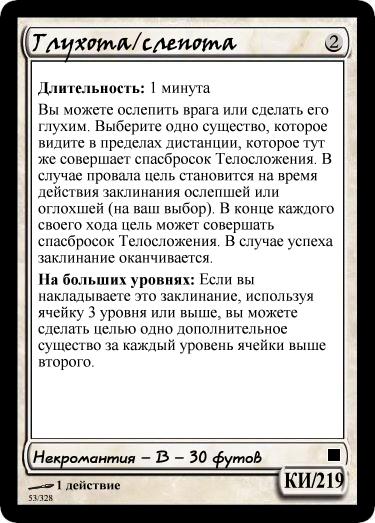 Глухота/слепота 2
Длительность: 1 минута
Вы можете ослепить врага или сделать его
глухим. Выберите одно существо, которое
видите в пределах дистанции, которое тут
же совершает спасбросок Телосложения. В
случае провала цель становится на время
действия заклинания ослепшей или
оглохшей (на ваш выбор). В конце каждого
своего хода цель может совершать
спасбросок Телосложения. В случае успеха
заклинание оканчивается.
На больших уровнях: Если вы
накладываете это заклинание, используя
ячейку 3 уровня или выше, вы можете
сделать целью одно дополнительное
существо за каждый уровень ячейки выше
второго.
Некромантия – В – 30 футов
КИ/219
1 действие
53/328